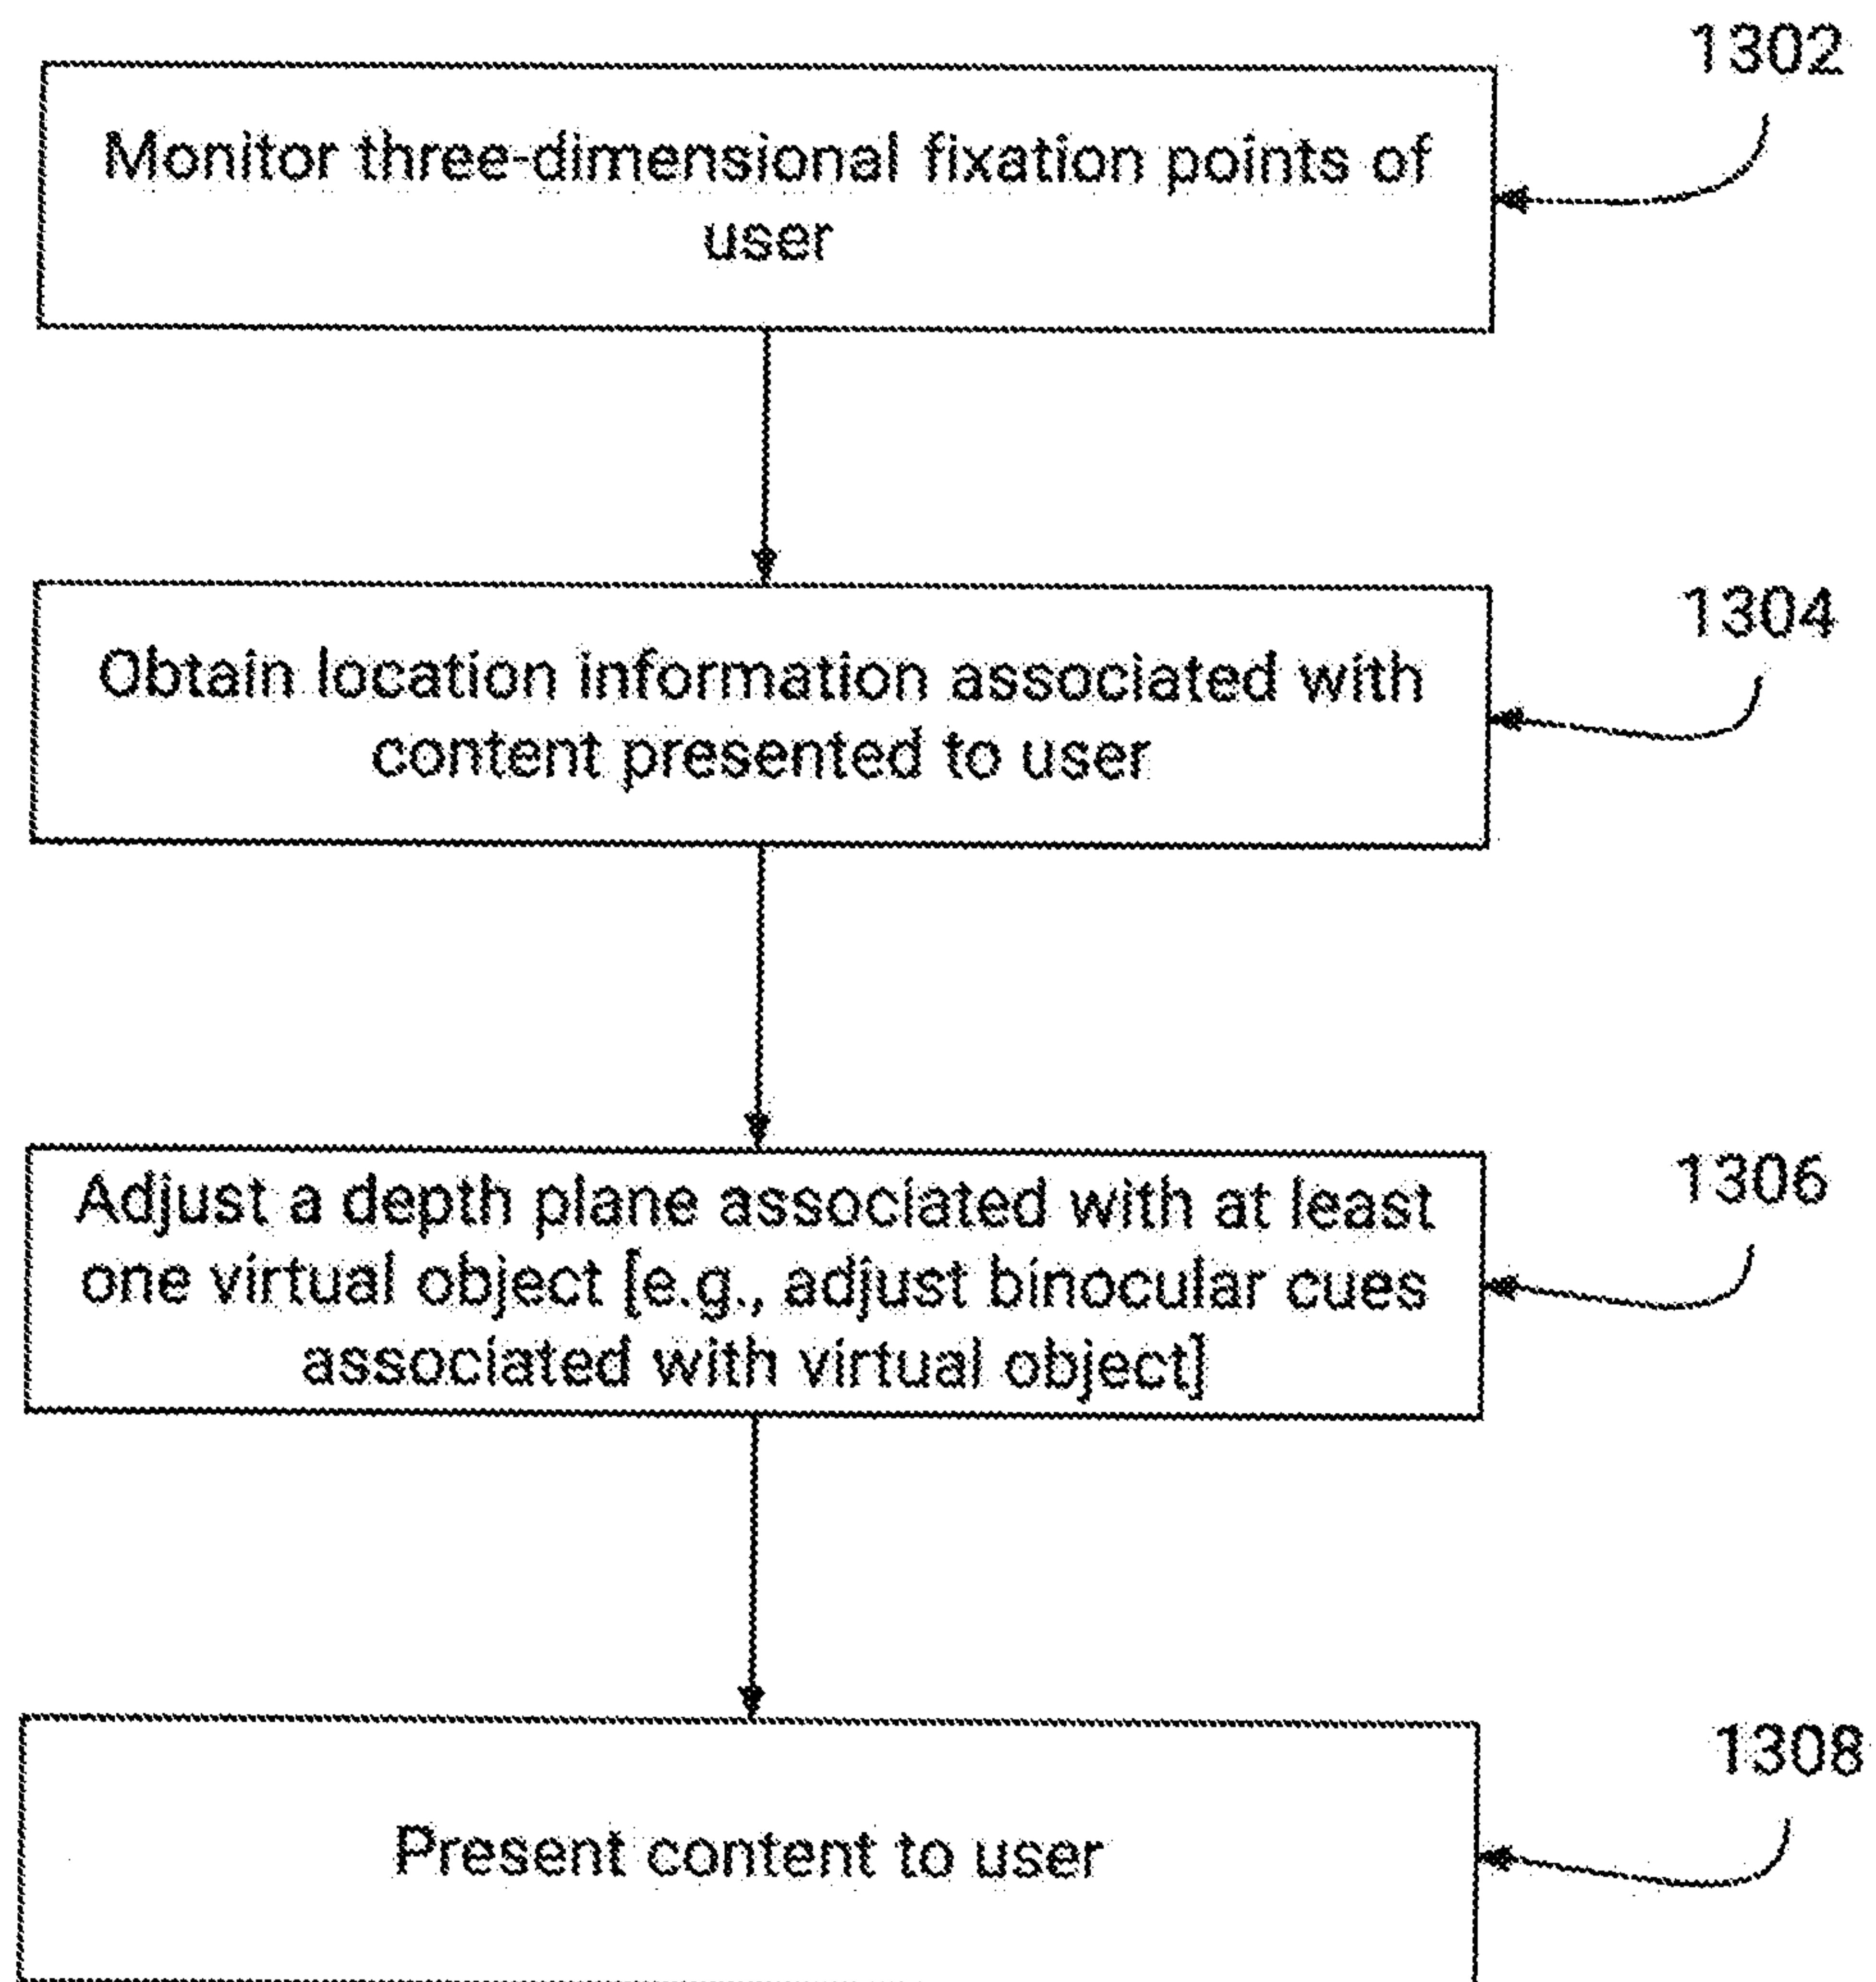 1302
Monitor three-dimensional fixation points of
user
1304
Obtain location information associated with
content presented to user
1306
Adjust a depth plane associated with at least
one virtual object [e.g., adjust binocular cues
associated with virtual object]
1308
Present content to user